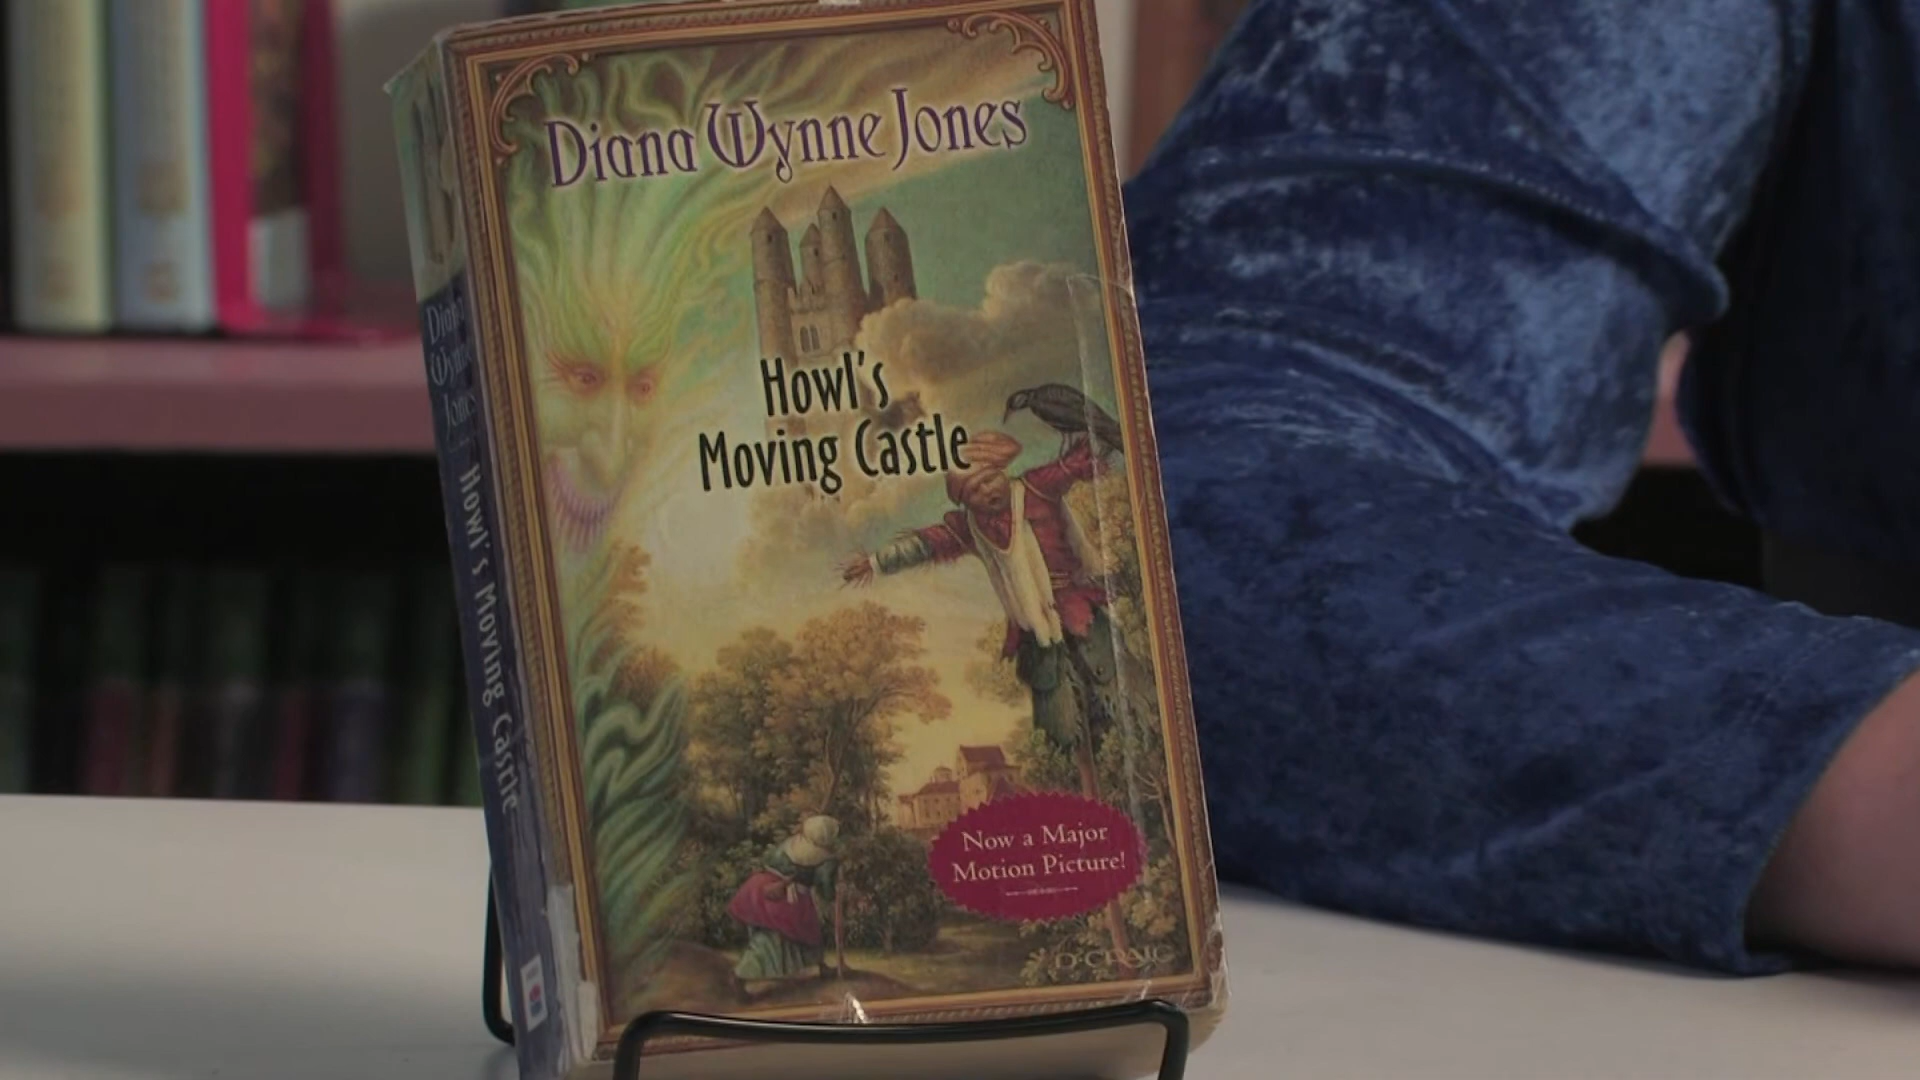 Diana Wynne Jones
Howl's
Moving Castle
Now a Major
Motion Picture!
D·CRAIG
Diana
Wynne
Jones
Howl's Moving Castle